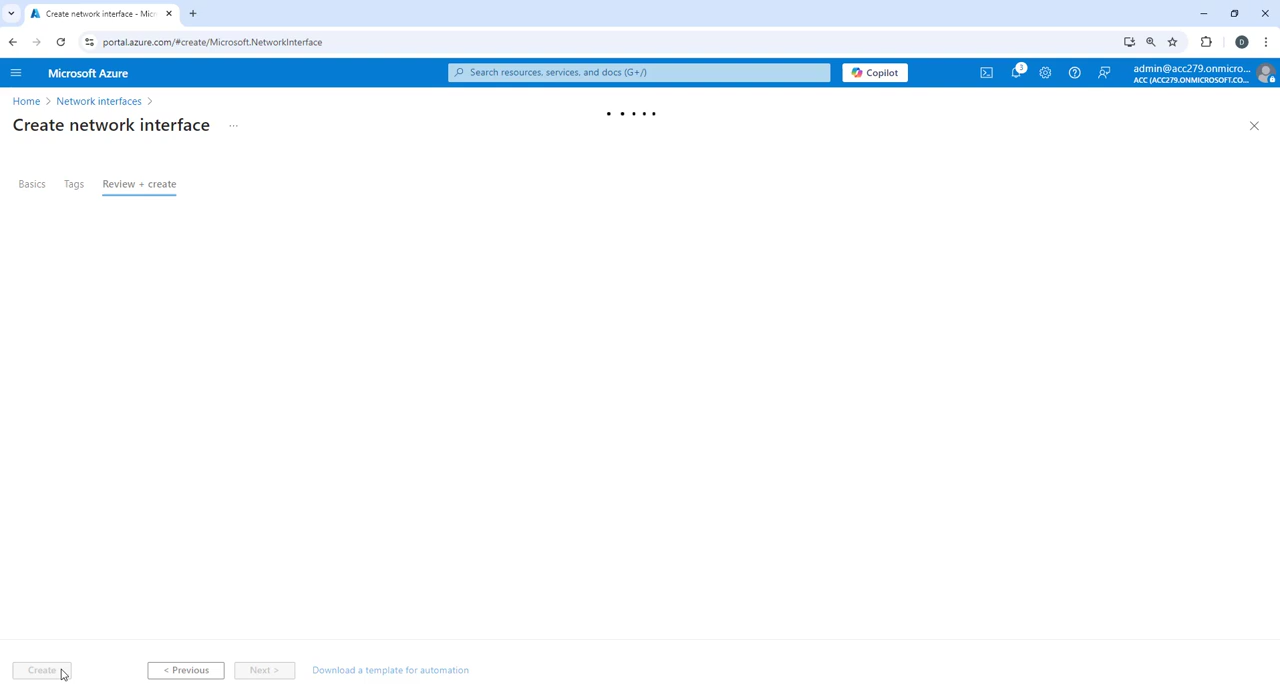 Create network interface - Micr
portal.azure.com/#create/Microsoft.NetworkInterface
D
Microsoft Azure
Search resources, services, and docs (G+/)
Copilot
3
admin@acc279.onmicro...
ACC (ACC279.ONMICROSOFT.CO...
Home > Network interfaces >
Create network interface ...
Basics
Tags
Review + create
Create
< Previous
Next >
Download a template for automation